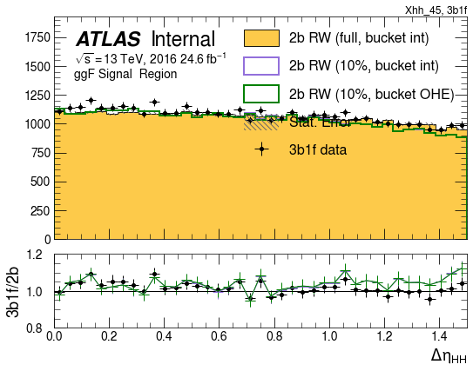 Xhh_45, 3b1f
ATLAS Internal
√s = 13 TeV, 2016 24.6 fb⁻¹
ggF Signal Region
2b RW (full, bucket int)
2b RW (10%, bucket int)
2b RW (10%, bucket OHE)
Stat. Error
3b1f data
1750
1500
1250
1000
750
500
250
0
3b1f/2b
1.2
1.0
0.8
0.0 0.2 0.4 0.6 0.8 1.0 1.2 1.4
ΔηHH